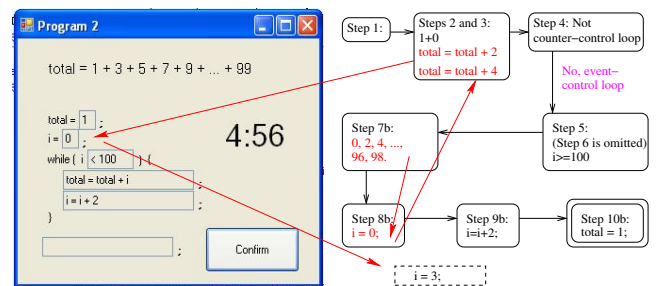 Program 2
total = 1 + 3 + 5 + 7 + 9 + ... + 99
total = 1 ;
i = 0 ;
while ( i < 100 ) {
total = total + i ;
i = i + 2 ;
}
;
4:56
Confirm
Step 1:
Steps 2 and 3:
1+0
total = total + 2
total = total + 4
Step 4: Not
counter−control loop
No, event−
control loop
Step 5:
(Step 6 is omitted)
i>=100
Step 7b:
0, 2, 4, ...,
96, 98.
Step 8b:
i = 0;
Step 9b:
i=i+2;
Step 10b:
total = 1;
i = 3;